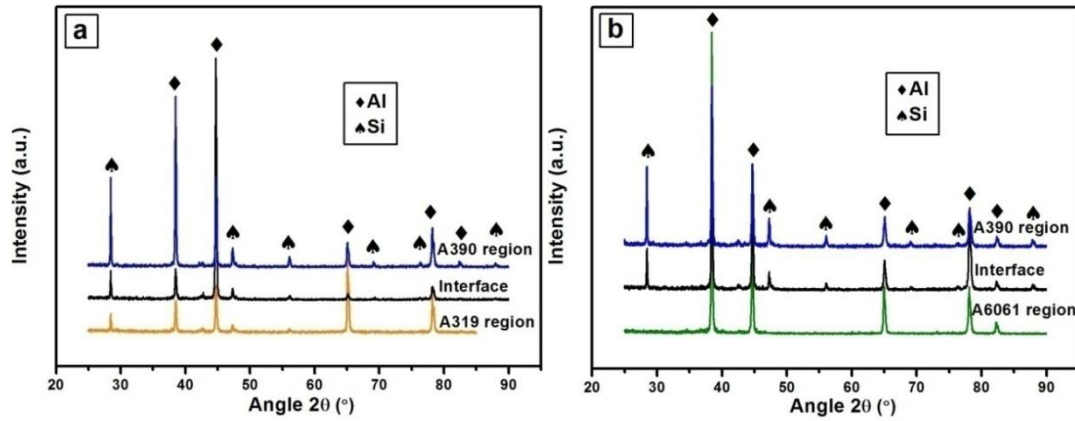 a
Intensity (a.u.)
♦ Al
♠ Si
A390 region
Interface
A319 region
20 30 40 50 60 70 80 90
Angle 2θ (°)
b
Intensity (a.u.)
♦ Al
♠ Si
A390 region
Interface
A6061 region
20 30 40 50 60 70 80 90
Angle 2θ (°)